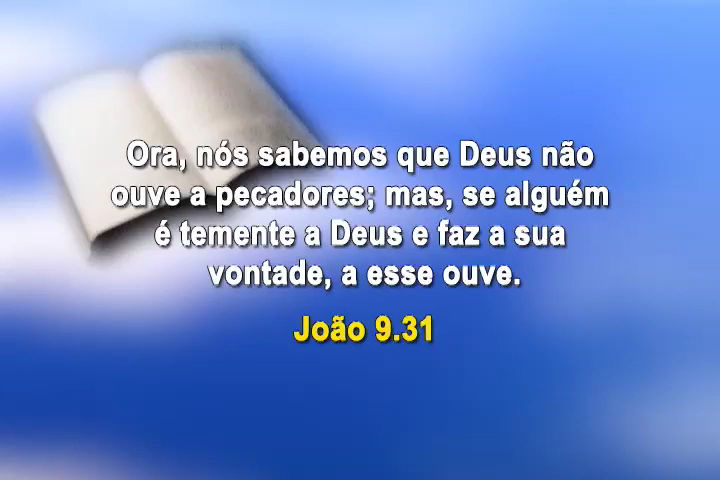 Ora, nós sabemos que Deus não
ouve a pecadores; mas, se alguém
é temente a Deus e faz a sua
vontade, a esse ouve.
João 9.31